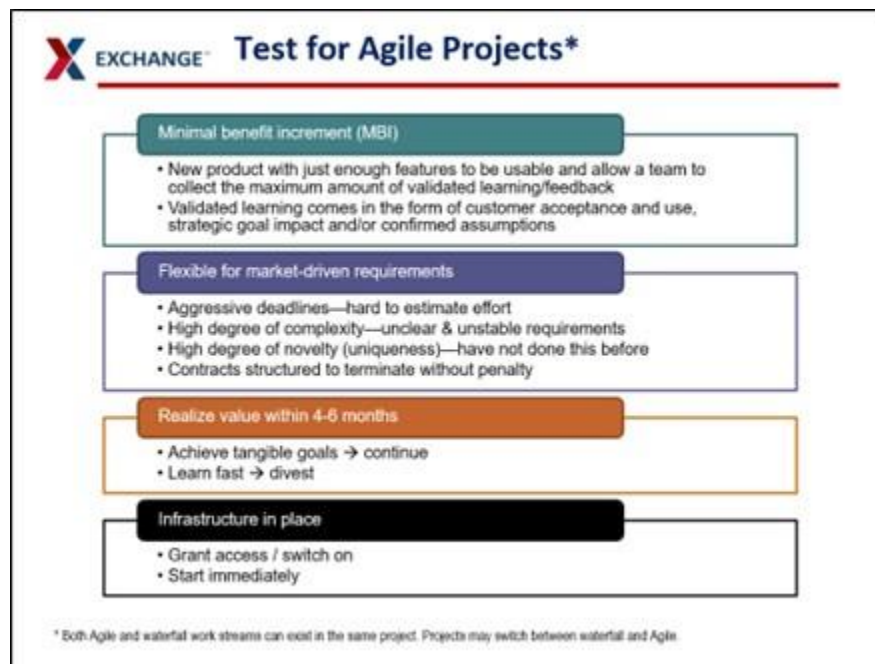 X EXCHANGE™ Test for Agile Projects*
Minimal benefit increment (MBI)
• New product with just enough features to be usable and allow a team to
collect the maximum amount of validated learning/feedback
• Validated learning comes in the form of customer acceptance and use,
strategic goal impact and/or confirmed assumptions
Flexible for market-driven requirements
• Aggressive deadlines—hard to estimate effort
• High degree of complexity—unclear & unstable requirements
• High degree of novelty (uniqueness)—have not done this before
• Contracts structured to terminate without penalty
Realize value within 4-6 months
• Achieve tangible goals → continue
• Learn fast → divest
Infrastructure in place
• Grant access / switch on
• Start immediately
* Both Agile and waterfall work streams can exist in the same project. Projects may switch between waterfall and Agile.